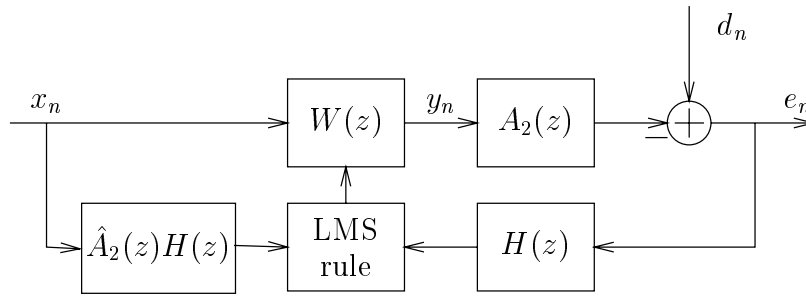 d_n
x_n
W(z)
y_n
A_2(z)
−
+
e_n
Â_2(z)H(z)
LMS
rule
H(z)